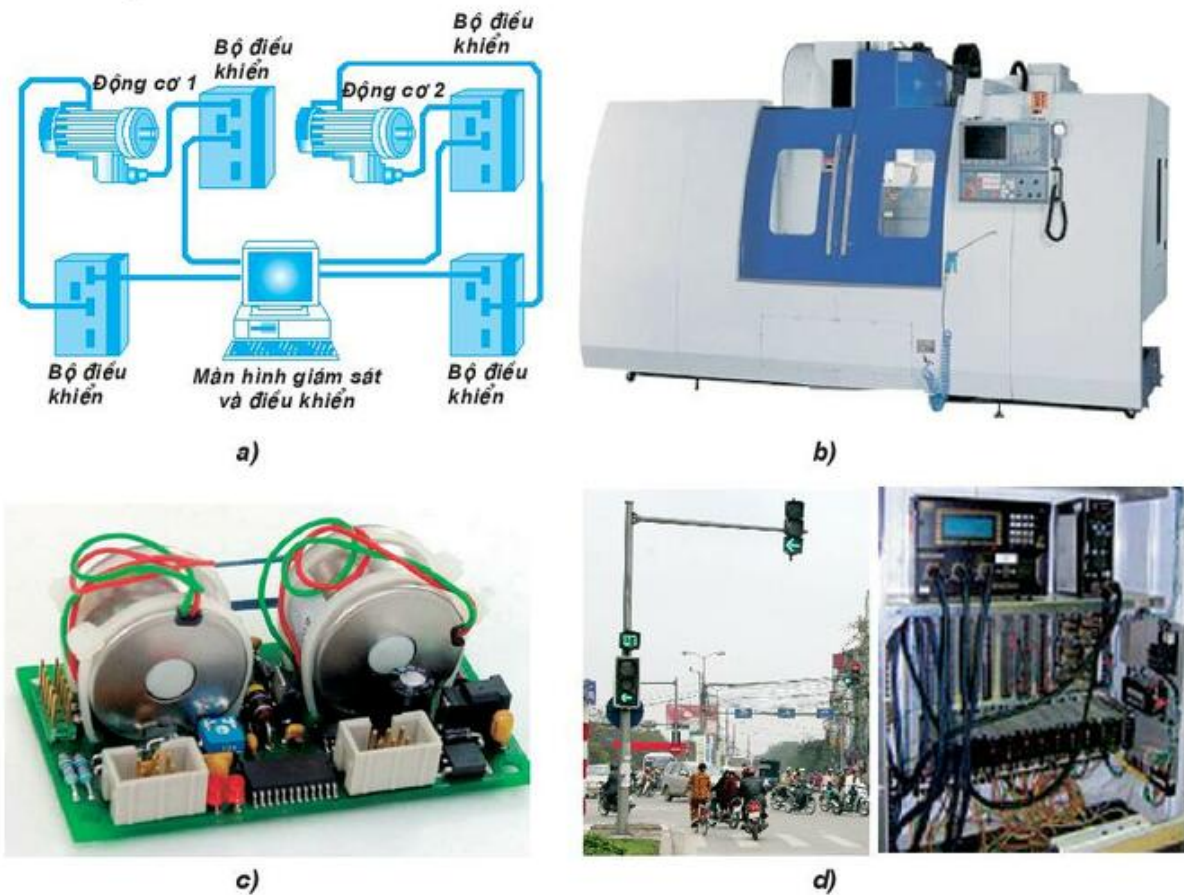 Bộ điều
khiển
Bộ điều
khiển
Động cơ 1
Động cơ 2
Bộ điều
khiển
Màn hình giám sát
và điều khiển
Bộ điều
khiển
a)
b)
c)
d)